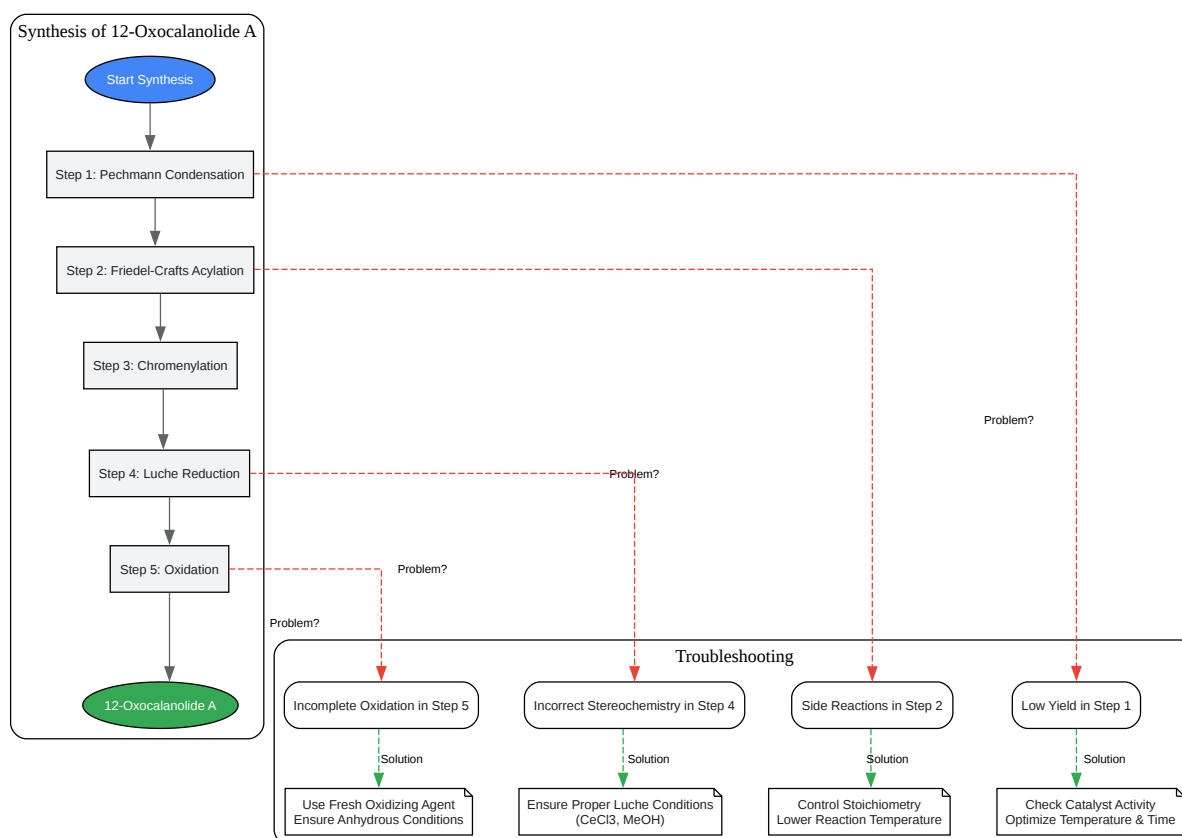 Synthesis of 12-Oxocalanolide A
Start Synthesis
Step 1: Pechmann Condensation
Step 2: Friedel-Crafts Acylation
Step 3: Chromenylation
Step 4: Luche Reduction
Step 5: Oxidation
12-Oxocalanolide A
Problem?
Problem?
Problem?
Problem?
Troubleshooting
Incomplete Oxidation in Step 5
Incorrect Stereochemistry in Step 4
Side Reactions in Step 2
Low Yield in Step 1
Solution
Solution
Solution
Solution
Use Fresh Oxidizing Agent
Ensure Anhydrous Conditions
Ensure Proper Luche Conditions
(CeCl3, MeOH)
Control Stoichiometry
Lower Reaction Temperature
Check Catalyst Activity
Optimize Temperature & Time